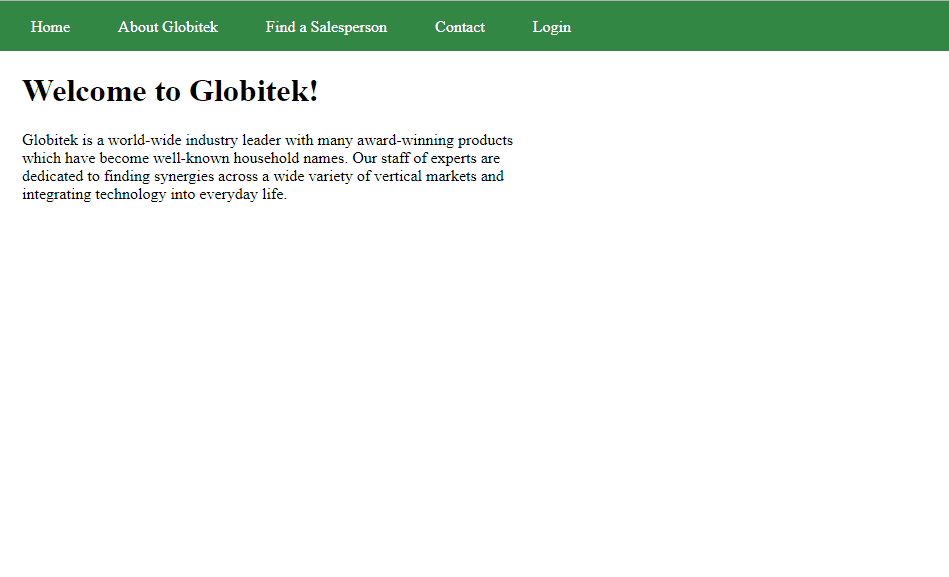 Home About Globitek Find a Salesperson Contact Login
Welcome to Globitek!
Globitek is a world-wide industry leader with many award-winning products
which have become well-known household names. Our staff of experts are
dedicated to finding synergies across a wide variety of vertical markets and
integrating technology into everyday life.